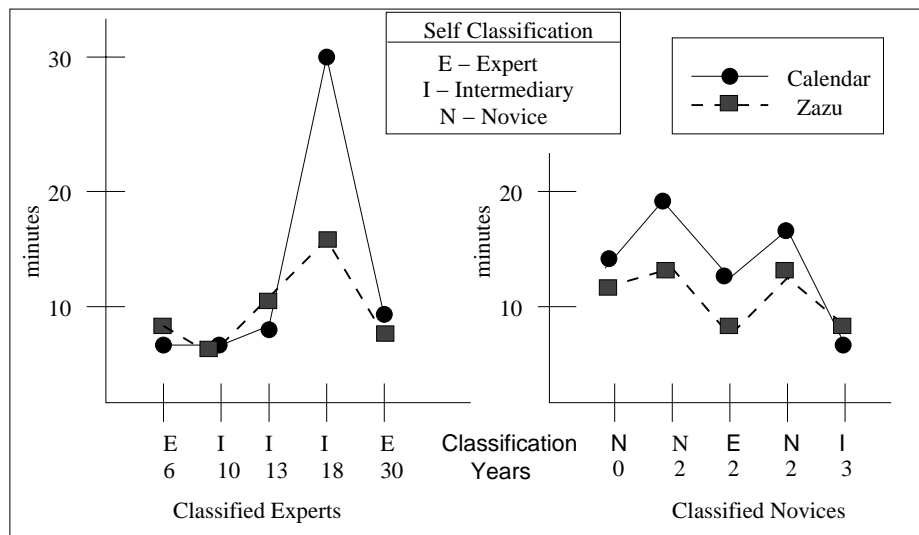 Self Classification
E – Expert
I – Intermediary
N – Novice
Calendar
Zazu
minutes
30
20
10
minutes
20
10
E I I I E Classification N N E N I
6 10 13 18 30 Years 0 2 2 2 3
Classified Experts Classified Novices